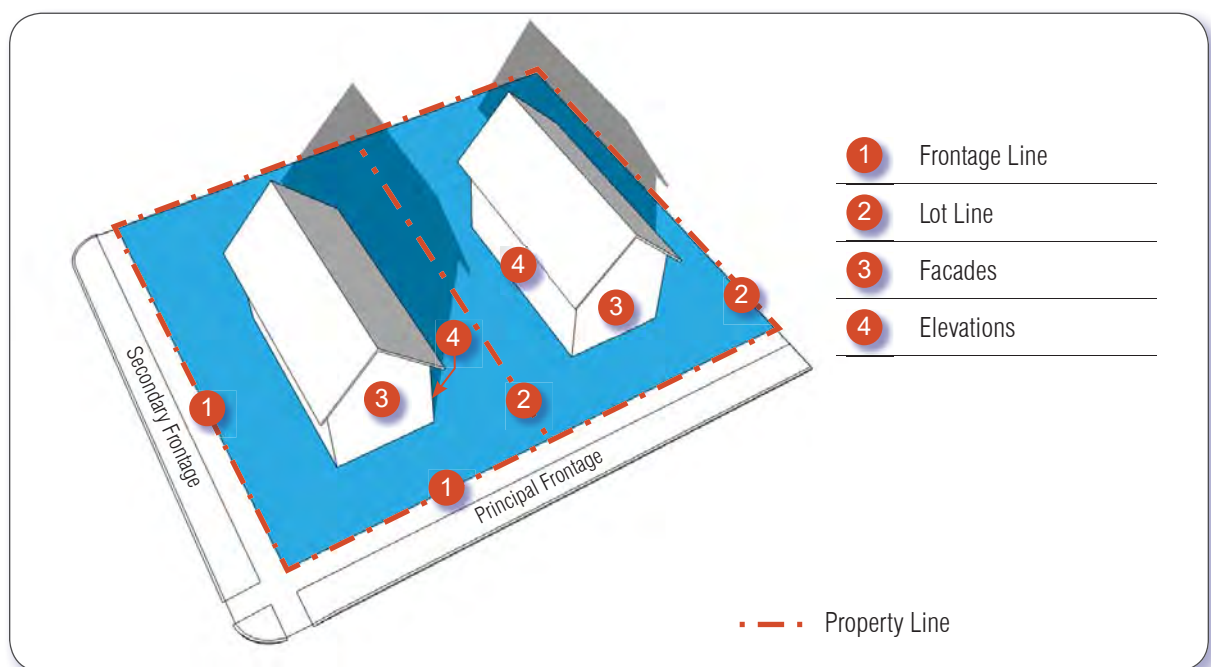 4
3
2
4
3
2
1
1
Secondary Frontage
Principal Frontage
1 Frontage Line
2 Lot Line
3 Facades
4 Elevations
Property Line